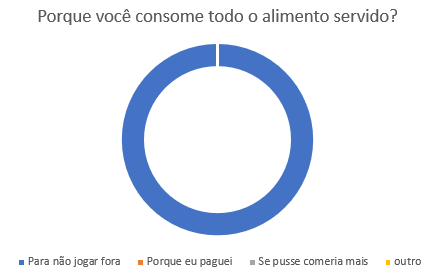 Porque você consome todo o alimento servido?
Para não jogar fora Porque eu paguei Se pusse comeria mais outro